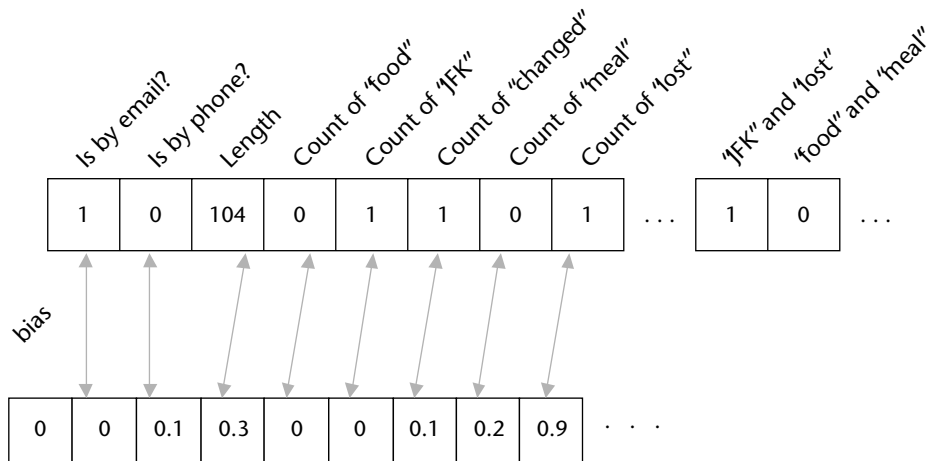 Is by email?
Is by phone?
Length
Count of "food"
Count of "JFK"
Count of "changed"
Count of "meal"
Count of "lost"
"JFK" and "lost"
"food" and "meal"
1 0 104 0 1 1 0 1 . . . 1 0 . . .
bias
0 0 0.1 0.3 0 0 0.1 0.2 0.9 . . .